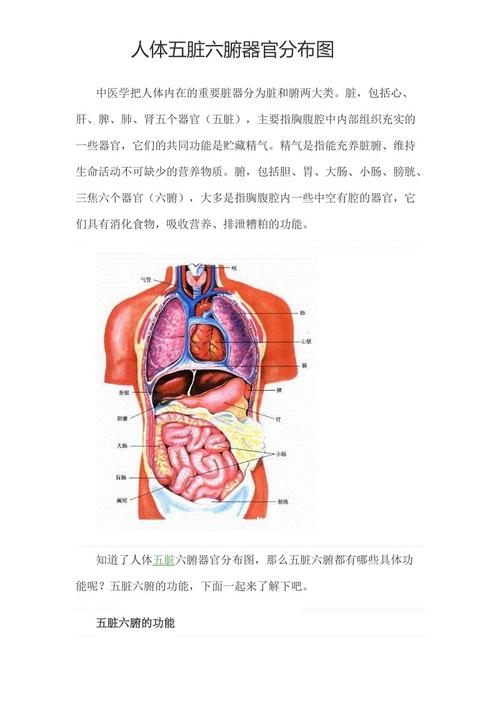 人体五脏六腑器官分布图
中医学把人体内在的重要脏器分为脏和腑两大类。脏，包括心、
肝、脾、肺、肾五个器官（五脏），主要指胸腹腔中内部组织充实的
一些器官，它们的共同功能是贮藏精气。精气是指能充养脏腑、维持
生命活动不可缺少的营养物质。腑，包括胆、胃、大肠、小肠、膀胱、
三焦六个器官（六腑），大多是指胸腹腔内一些中空有腔的器官，它
们具有消化食物，吸收营养、排泄糟粕的功能。
喉
气管
肺
心脏
膈
肝脏
脾
胆囊
胃
大肠
小肠
盲肠
阑尾
膀胱
知道了人体五脏六腑器官分布图，那么五脏六腑都有哪些具体功
能呢？五脏六腑的功能，下面一起来了解下吧。
五脏六腑的功能